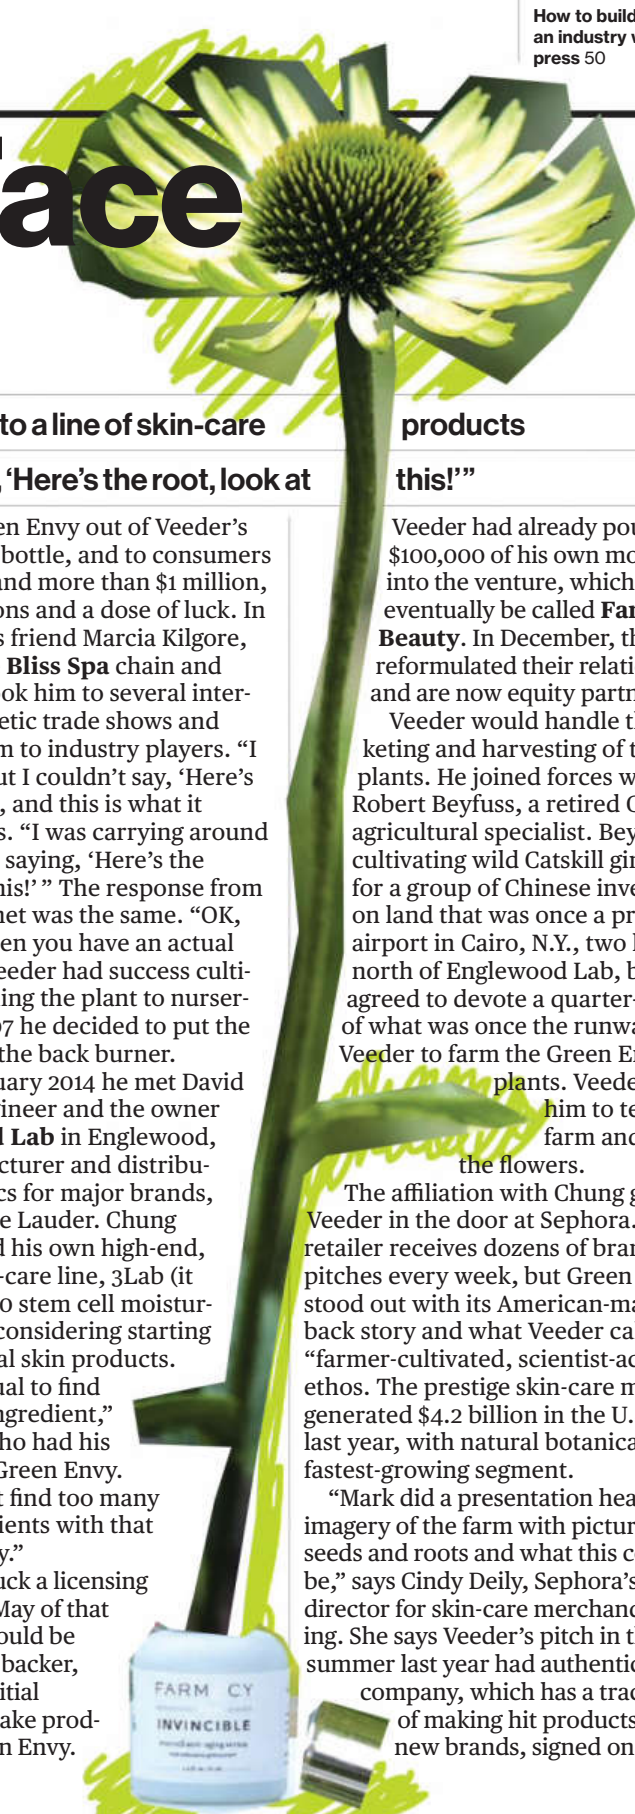 How to build
an industry
press 50
ace
to a line of skin-care products
, ‘Here’s the root, look at this!’”
en Envy out of Veeder’s
bottle, and to consumers
and more than $1 million,
ons and a dose of luck. In
s friend Marcia Kilgore,
Bliss Spa chain and
ook him to several inter-
etic trade shows and
m to industry players. “I
ut I couldn’t say, ‘Here’s
, and this is what it
s. “I was carrying around
saying, ‘Here’s the
his!’” The response from
net was the same. “OK,
en you have an actual
eeder had success culti-
ing the plant to nurser-
97 he decided to put the
the back burner.
uary 2014 he met David
gineer and the owner
d Lab in Englewood,
cturer and distribu-
cs for major brands,
e Lauder. Chung
d his own high-end,
-care line, 3Lab (it
0 stem cell moistur-
considering starting
al skin products.
ual to find
ngredient,”
ho had his
Green Envy.
t find too many
ients with that
y.”
uck a licensing
May of that
ould be
backer,
itial
ake prod-
n Envy.
Veeder had already pou
$100,000 of his own mo
into the venture, which
eventually be called Far
Beauty. In December, th
reformulated their relati
and are now equity partn
Veeder would handle th
keting and harvesting of t
plants. He joined forces w
Robert Beyfuss, a retired C
agricultural specialist. Bey
cultivating wild Catskill gin
for a group of Chinese inve
on land that was once a pr
airport in Cairo, N.Y., two h
north of Englewood Lab, b
agreed to devote a quarter-
of what was once the runwa
Veeder to farm the Green En
plants. Veede
him to te
farm and
the flowers.
The affiliation with Chung g
Veeder in the door at Sephora.
retailer receives dozens of bran
pitches every week, but Green
stood out with its American-ma
back story and what Veeder ca
“farmer-cultivated, scientist-ac
ethos. The prestige skin-care m
generated $4.2 billion in the U.
last year, with natural botanica
fastest-growing segment.
“Mark did a presentation hea
imagery of the farm with pictur
seeds and roots and what this c
be,” says Cindy Deily, Sephora’s
director for skin-care merchand
ing. She says Veeder’s pitch in t
summer last year had authentic
company, which has a trac
of making hit products
new brands, signed on
FARM CY
INVINCIBLE